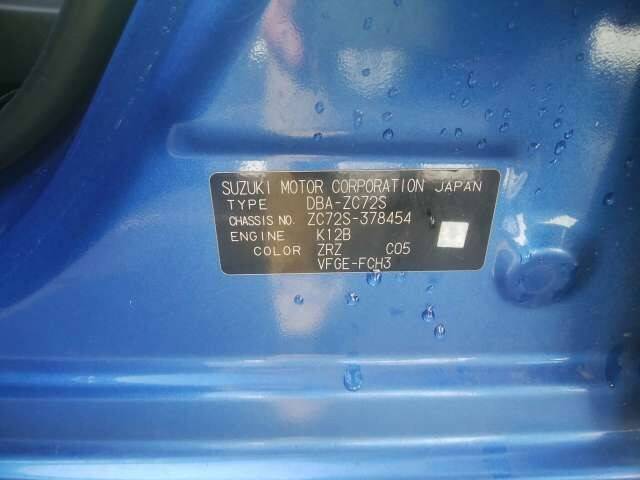 SUZUKI MOTOR CORPORATION JAPAN
TYPE DBA-ZC72S
CHASSIS NO. ZC72S-378454
ENGINE K12B
COLOR ZRZ C05
VFGE-FCH3